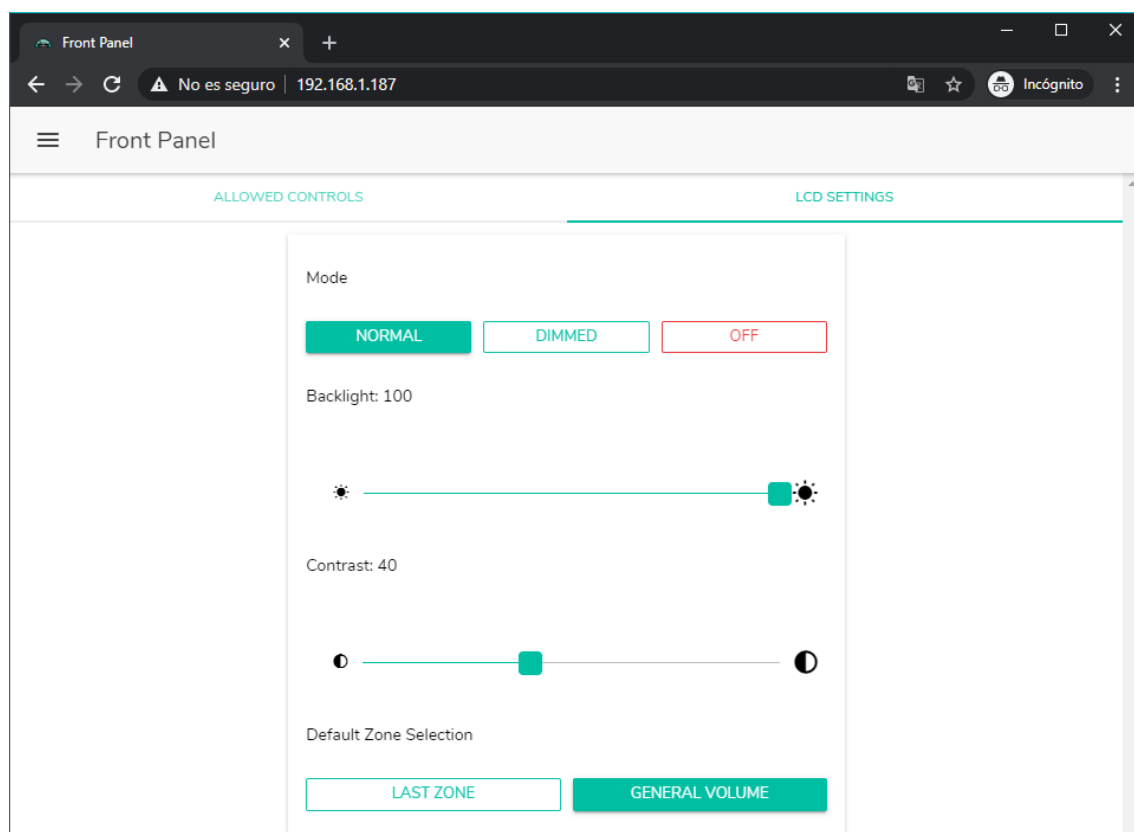 Front Panel
No es seguro 192.168.1.187 Incógnito
Front Panel
ALLOWED CONTROLS LCD SETTINGS
Mode
NORMAL DIMMED OFF
Backlight: 100
Contrast: 40
Default Zone Selection
LAST ZONE GENERAL VOLUME